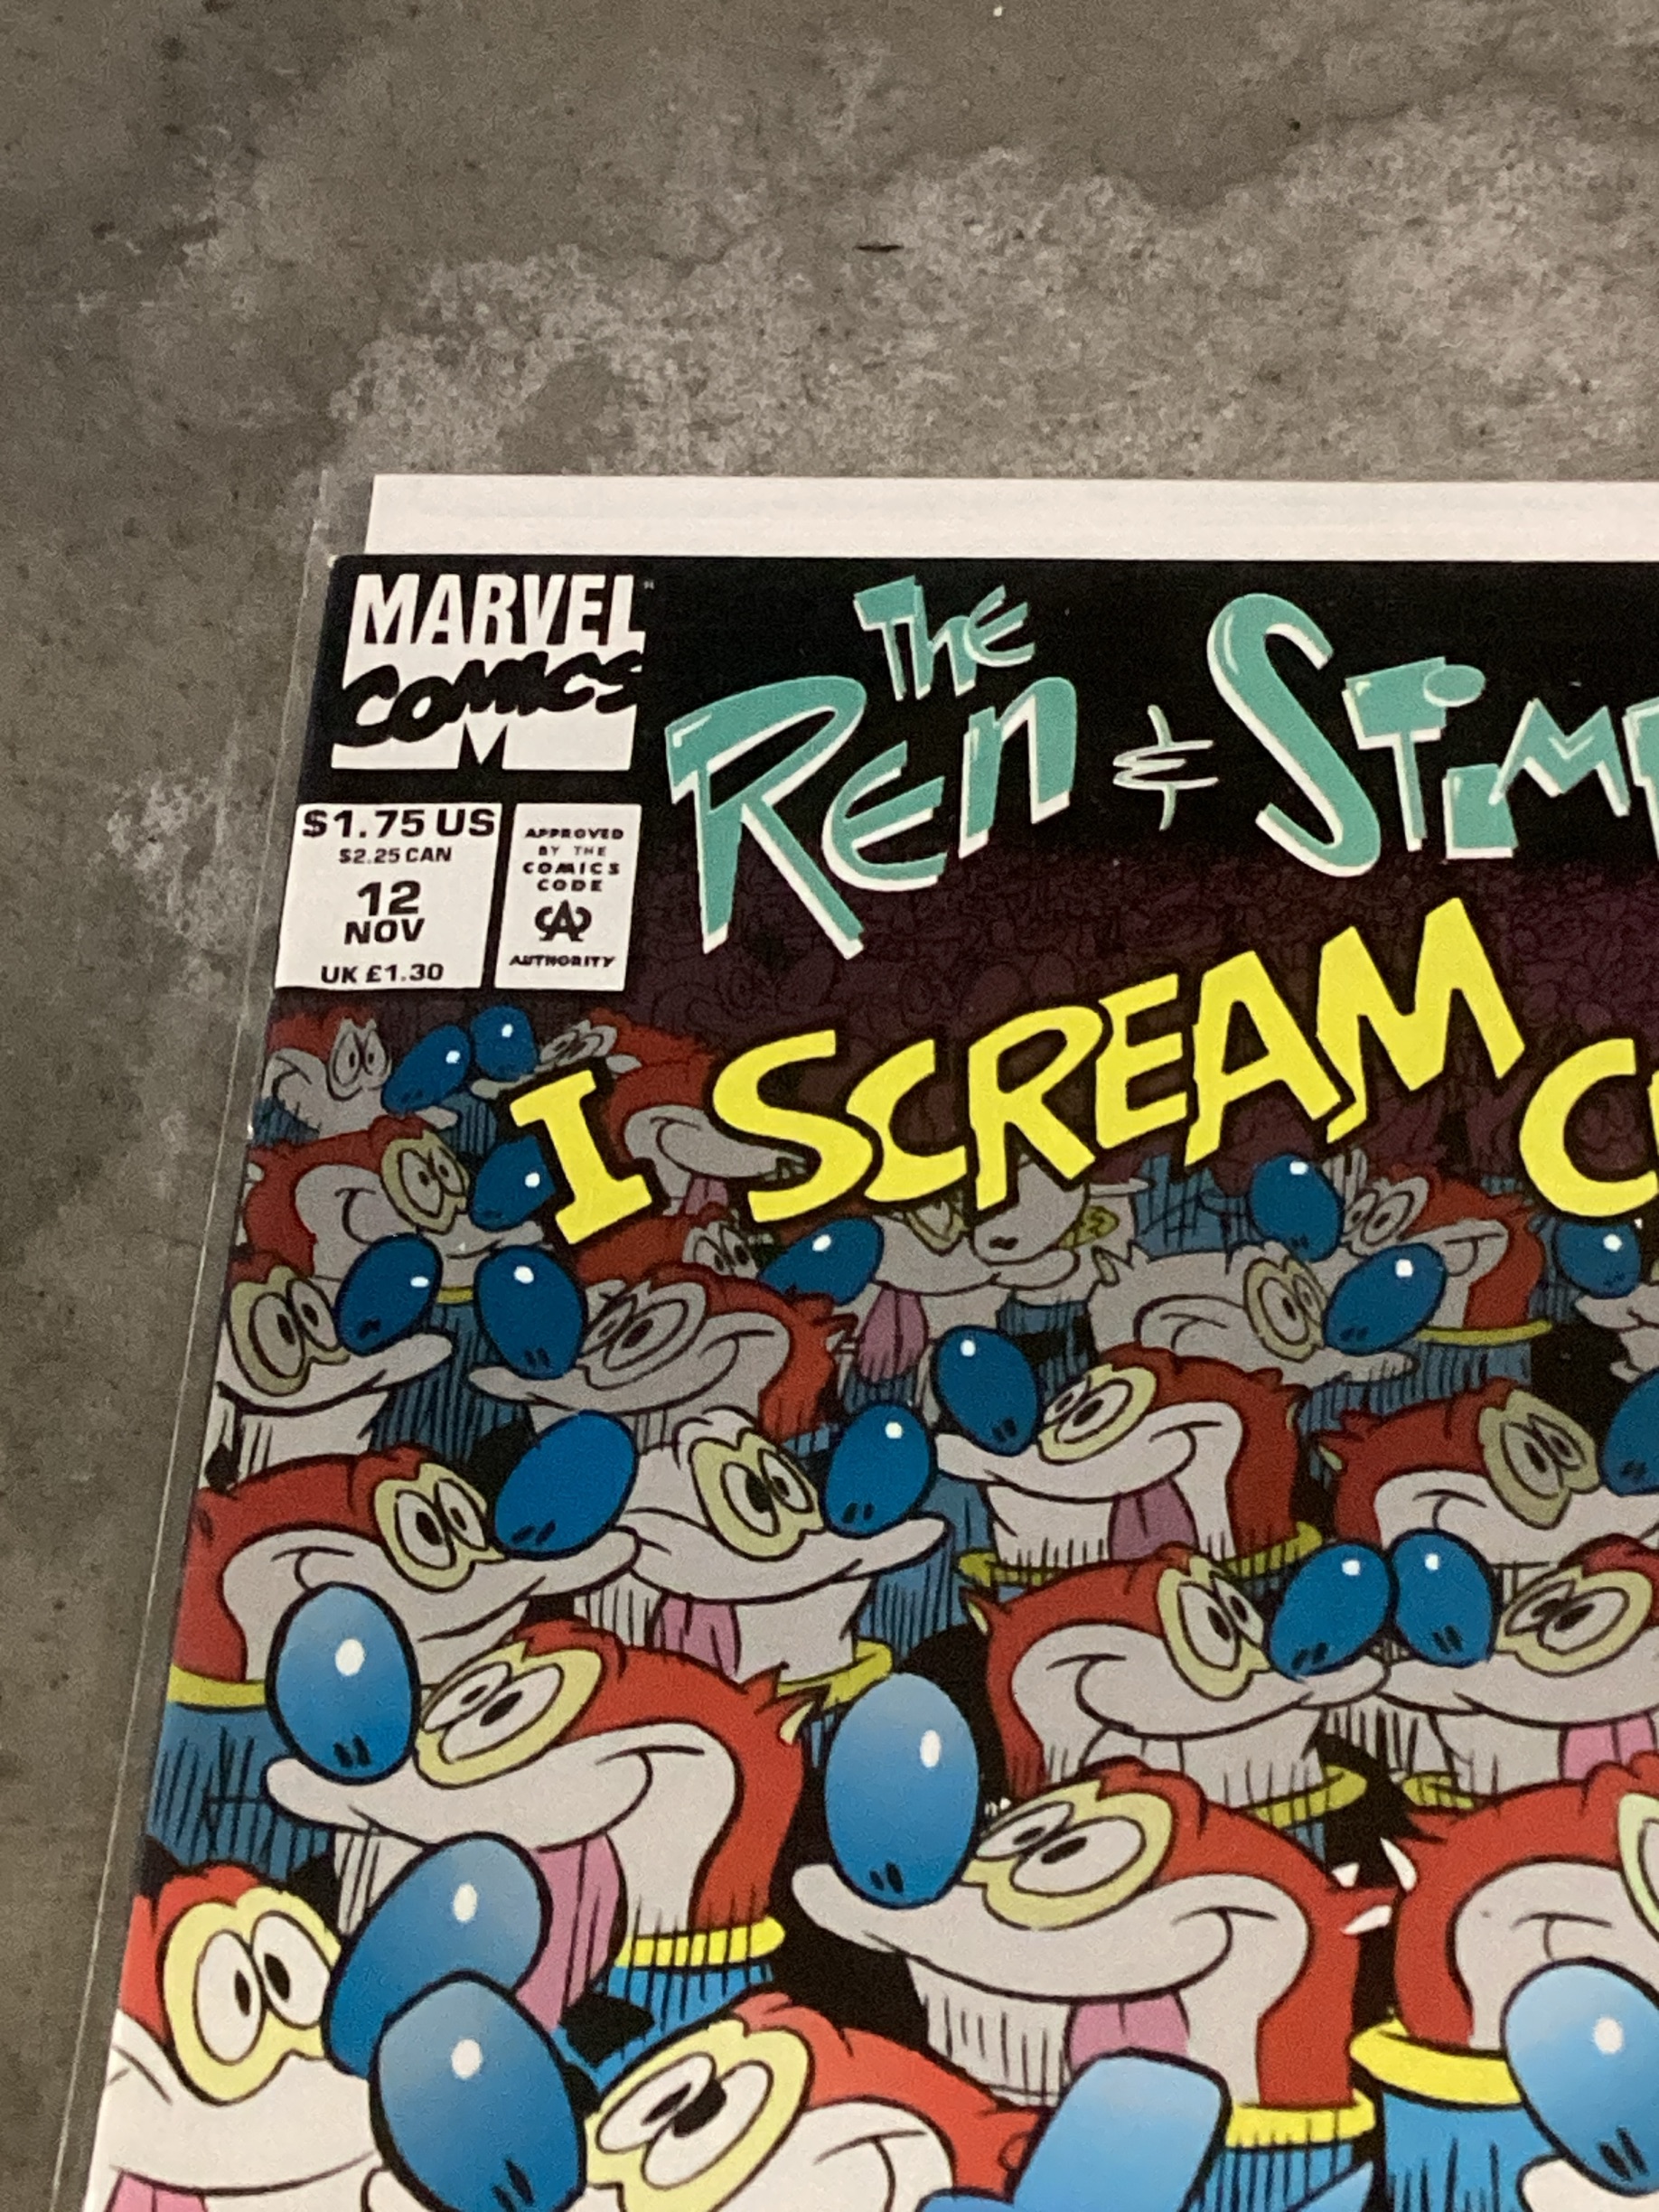 MARVEL
COMICS
$1.75 US
$2.25 CAN
12
NOV
UK £1.30
APPROVED
BY THE
COMICS
CODE
CA
AUTHORITY
The
Ren & Stim
I SCREAM